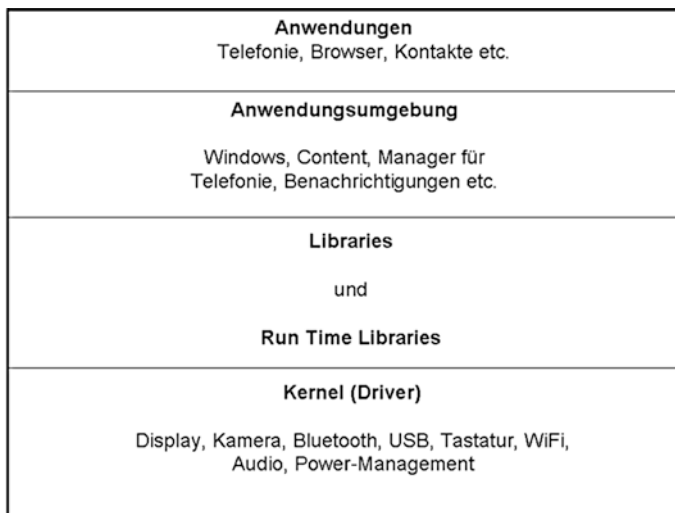 Anwendungen
Telefonie, Browser, Kontakte etc.
Anwendungsumgebung
Windows, Content, Manager für
Telefonie, Benachrichtigungen etc.
Libraries
und
Run Time Libraries
Kernel (Driver)
Display, Kamera, Bluetooth, USB, Tastatur, WiFi,
Audio, Power-Management